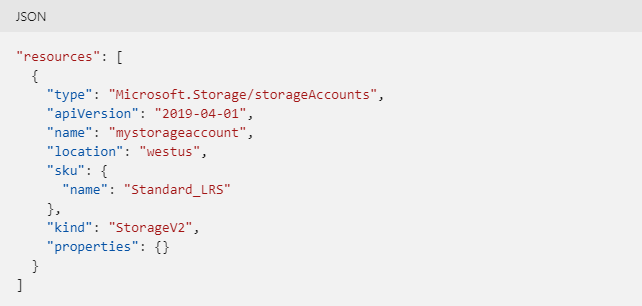 JSON
"resources": [
  {
    "type": "Microsoft.Storage/storageAccounts",
    "apiVersion": "2019-04-01",
    "name": "mystorageaccount",
    "location": "westus",
    "sku": {
      "name": "Standard_LRS"
    },
    "kind": "StorageV2",
    "properties": {}
  }
]